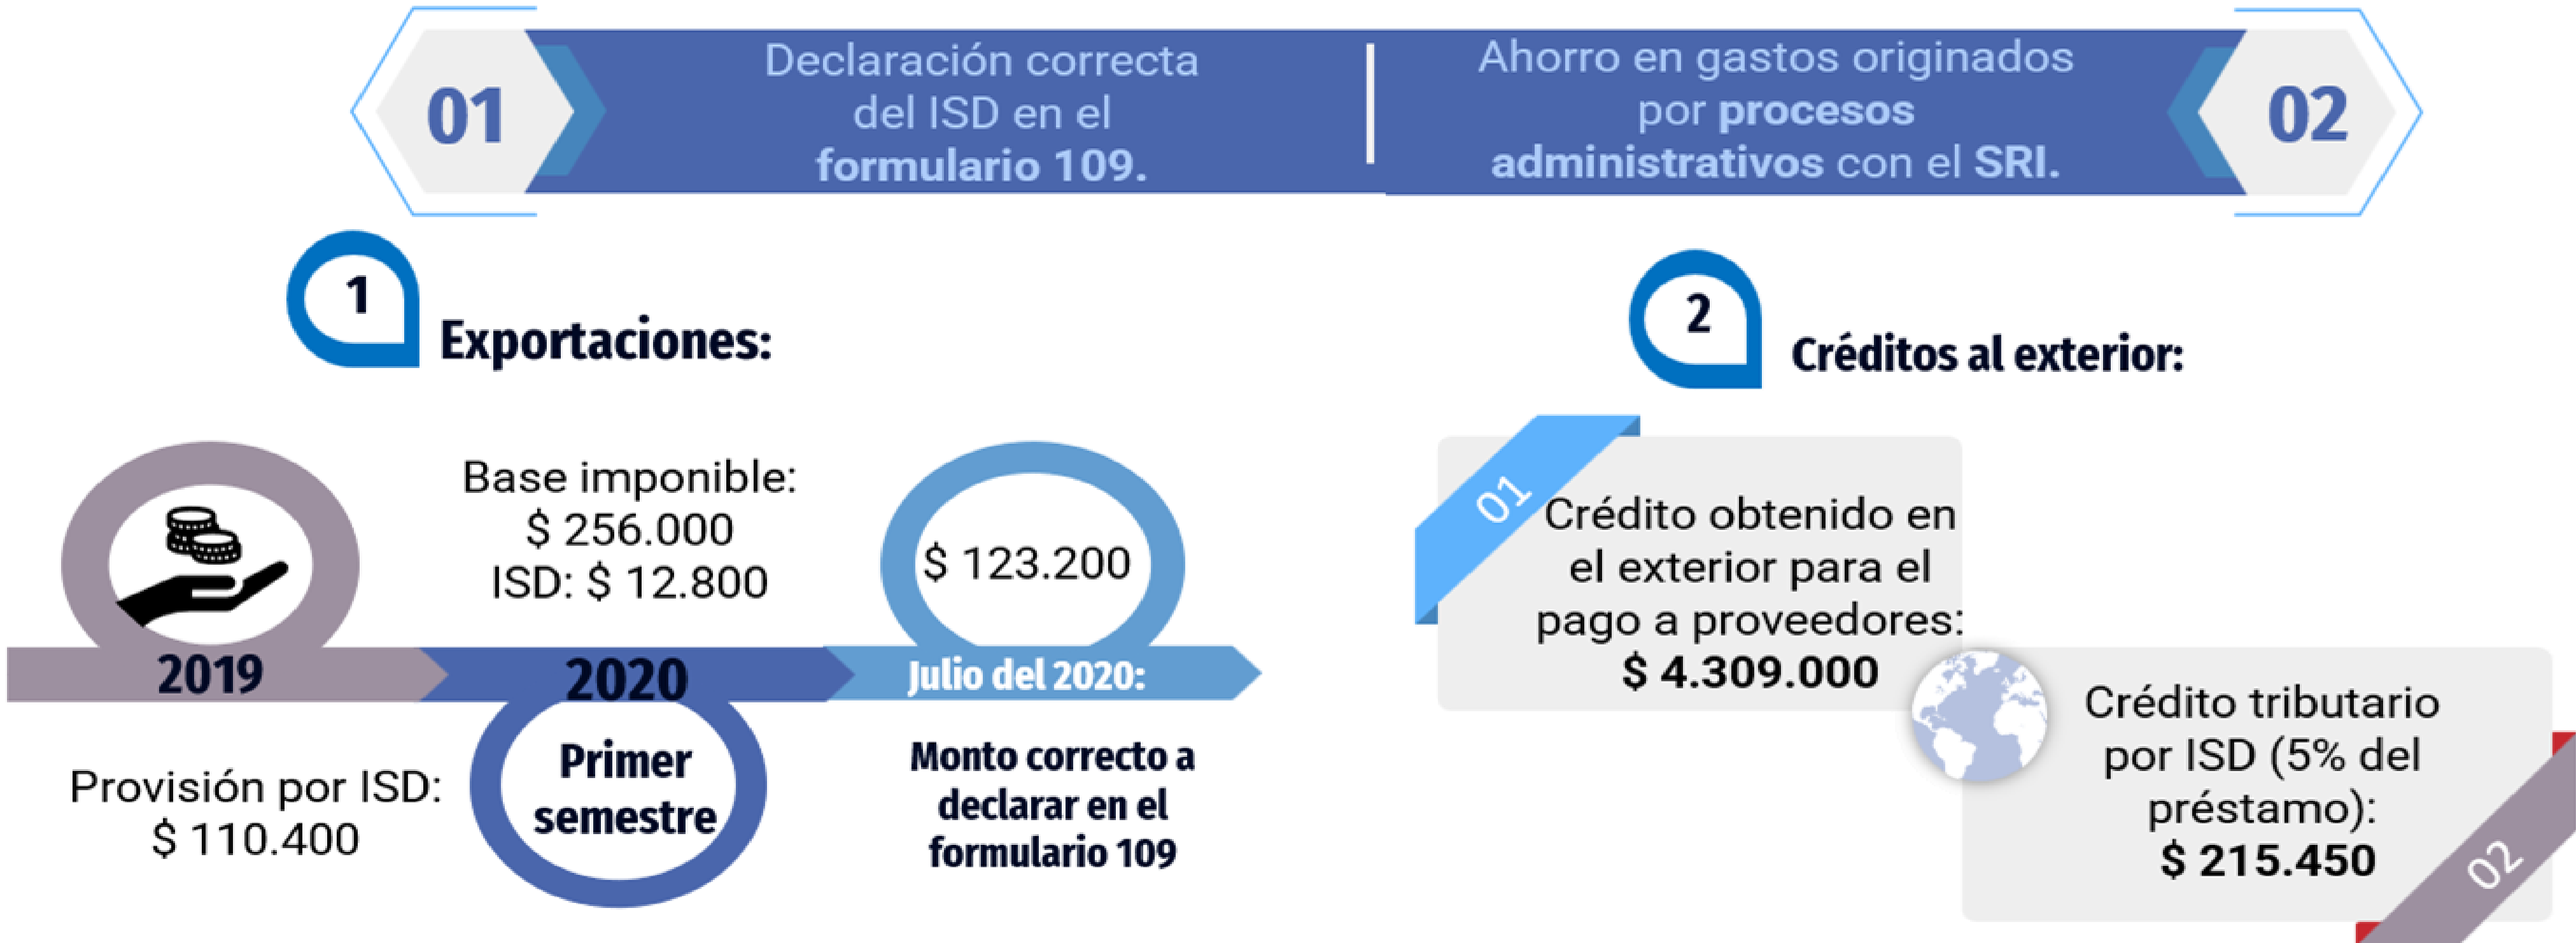 01
Declaración correcta
del ISD en el
formulario 109.
Ahorro en gastos originados
por procesos
administrativos con el SRI.
02
1
Exportaciones:
2019
Provisión por ISD:
$ 110.400
Base imponible:
$ 256.000
ISD: $ 12.800
2020
Primer
semestre
$ 123.200
Julio del 2020:
Monto correcto a
declarar en el
formulario 109
2
Créditos al exterior:
01
Crédito obtenido en
el exterior para el
pago a proveedores:
$ 4.309.000
Crédito tributario
por ISD (5% del
préstamo):
$ 215.450
02